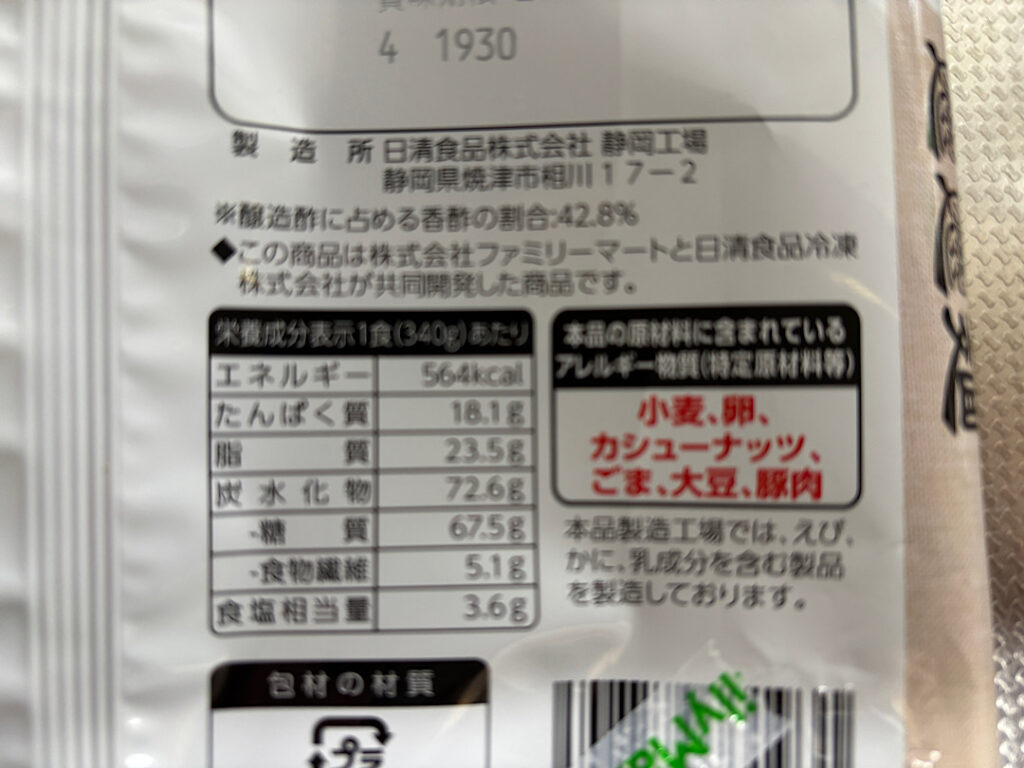 4 1930
製造所 日清食品株式会社 静岡工場
静岡県焼津市相川17-2
※醸造酢に占める香酢の割合:42.8%
◆この商品は株式会社ファミリーマートと日清食品冷凍
株式会社が共同開発した商品です。
栄養成分表示1食(340g)あたり
エネルギー 564kcal
たんぱく質 18.1g
脂質 23.5g
炭水化物 72.6g
-糖質 67.5g
-食物繊維 5.1g
食塩相当量 3.6g
本品の原材料に含まれている
アレルギー物質(特定原材料等)
小麦、卵、
カシューナッツ、
ごま、大豆、豚肉
本品製造工場では、えび、
かに、乳成分を含む製品
を製造しております。
包材の材質
プラ